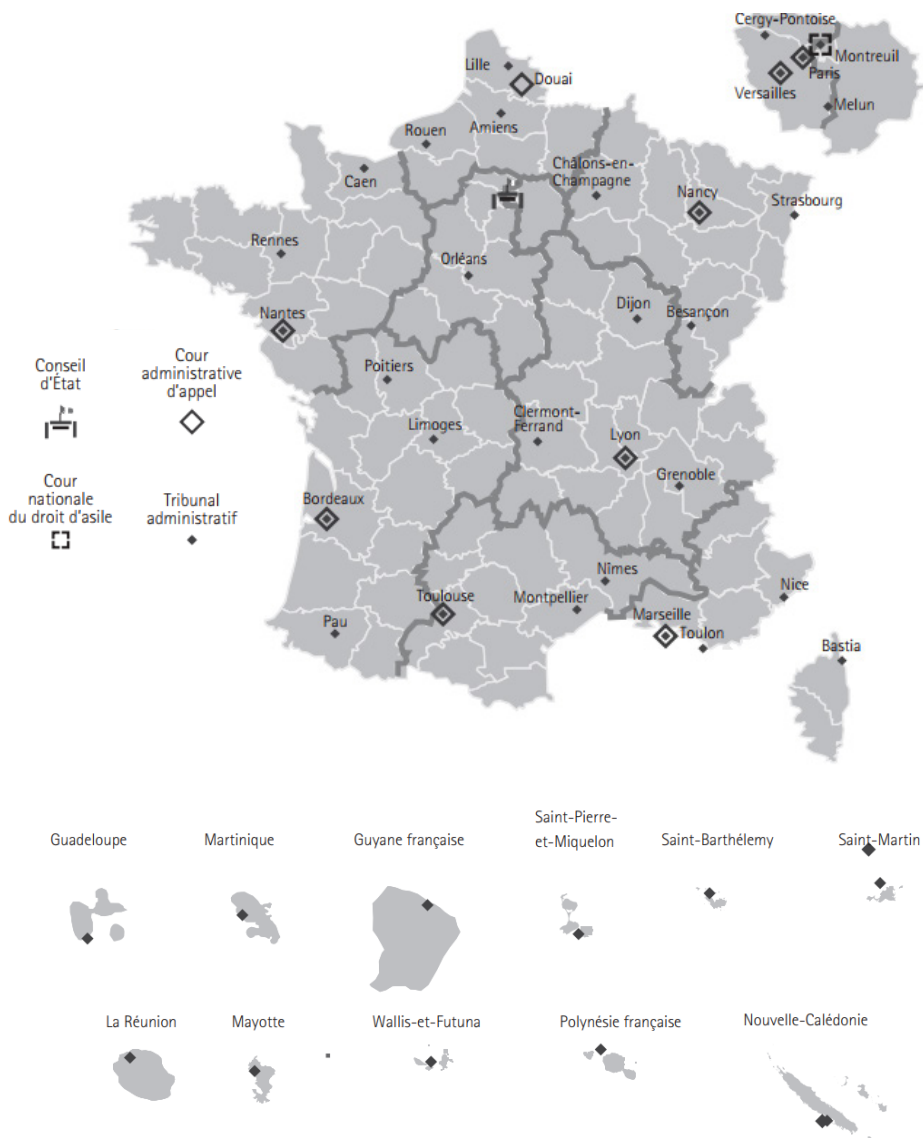 Cergy-Pontoise
Montreuil
Paris
Versailles
Melun
Lille
Douai
Amiens
Rouen
Caen
Châlons-en-
Champagne
Nancy
Strasbourg
Rennes
Orléans
Nantes
Dijon
Besançon
Poitiers
Limoges
Clermont-
Ferrand
Lyon
Grenoble
Bordeaux
Nîmes
Nice
Toulouse
Montpellier
Marseille
Toulon
Pau
Bastia
Conseil
d'État
Cour
administrative
d'appel
Cour
nationale
du droit d'asile
Tribunal
administratif
Guadeloupe
Martinique
Guyane française
Saint-Pierre-
et-Miquelon
Saint-Barthélemy
Saint-Martin
La Réunion
Mayotte
Wallis-et-Futuna
Polynésie française
Nouvelle-Calédonie